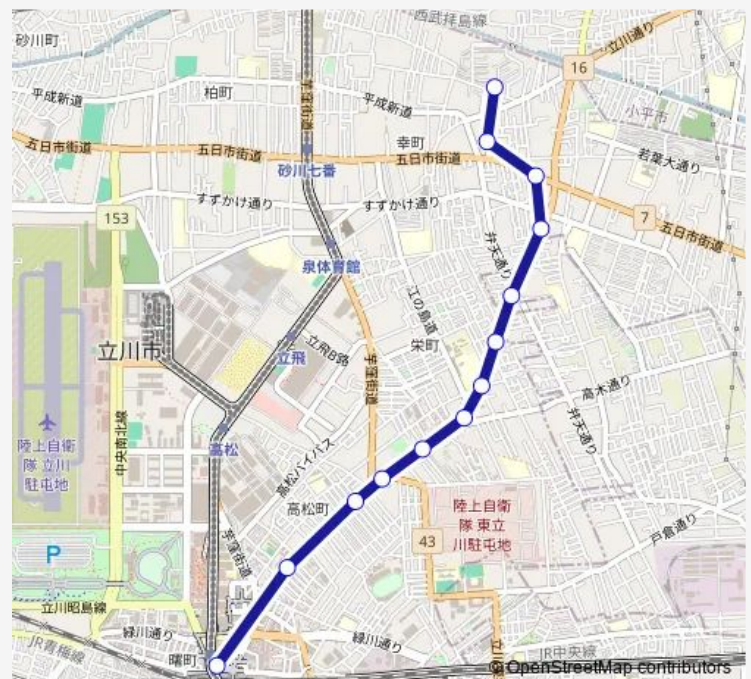 西武拝島線
立川通り
砂川町
16
平成新道
柏町
平成新道
小平市
幸町
五日市街道
五日市街道
五日市街道
若葉大通り
砂川七番
すずかけ通り
すずかけ通り
153
7
五日市街道
弁天通り
泉体育館
江の島道
立川市
立飛
立飛B路
栄町
芋窪街道
高木通り
弁天通り
中央南北線
高松
陸上自衛
隊 立川
駐屯地
高松バイパス
高松町
陸上自衛
隊 東立
川駐屯地
戸倉通り
43
芋窪街道
P
立川昭島線
緑川通り
緑川通り
JR青梅線
曙町
JR中央線
© OpenStreetMap contributors